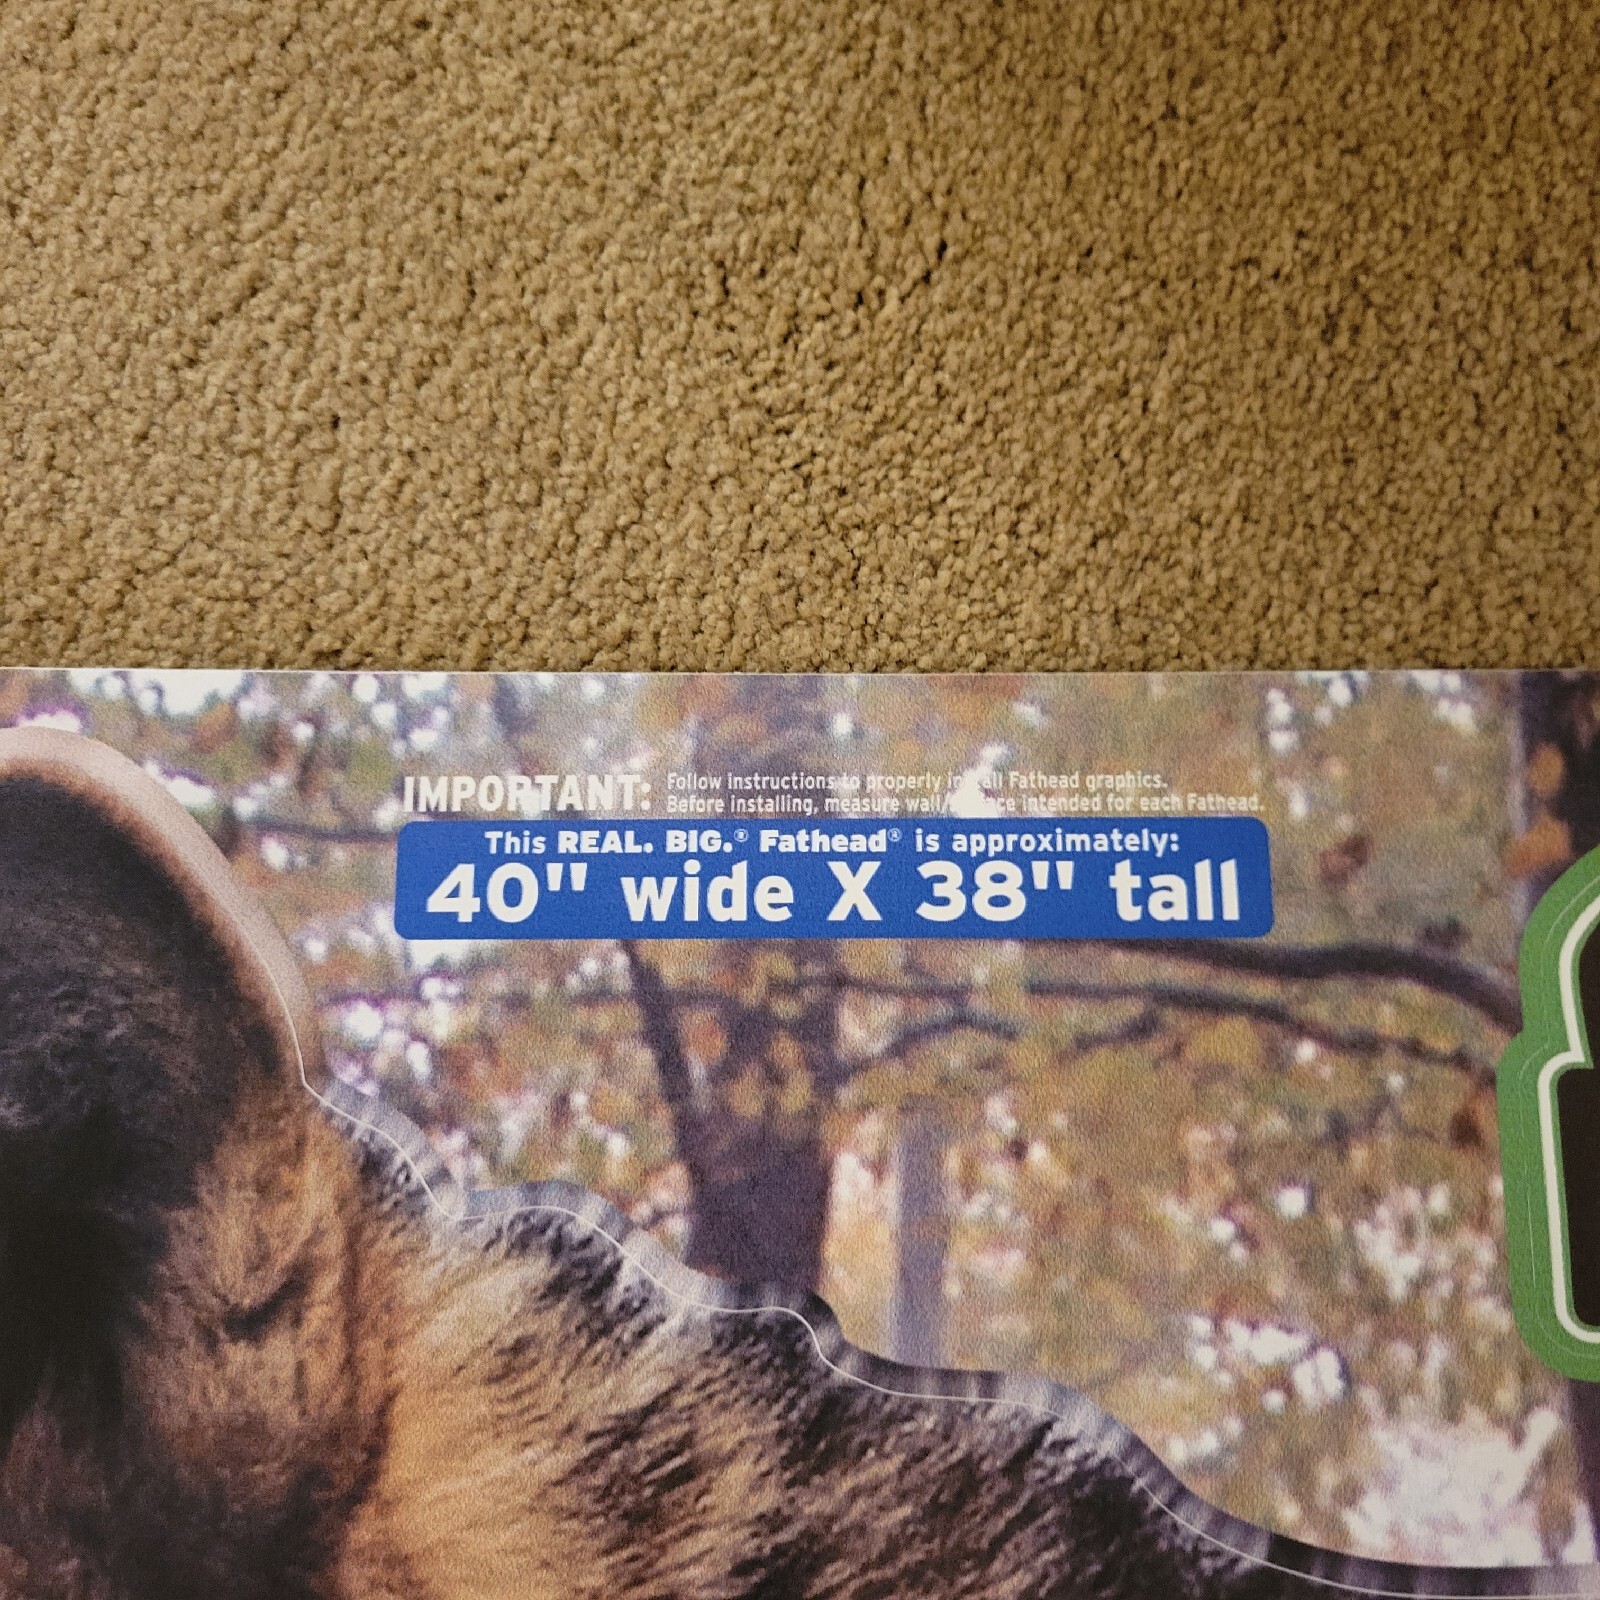 IMPORTANT: Follow instructions to properly install Fathead graphics.
Before installing, measure wall/ intended for each Fathead.
This REAL. BIG.® Fathead® is approximately:
40" wide X 38" tall